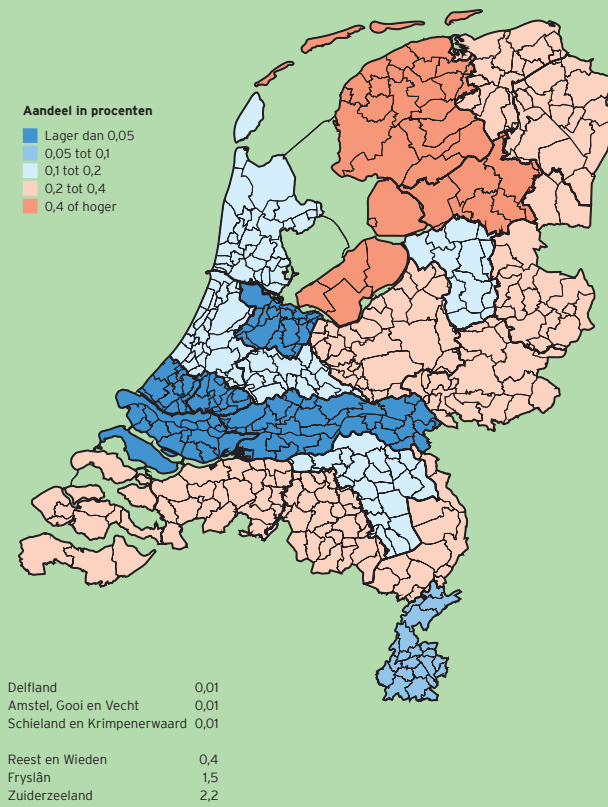 Aandeel in procenten
Lager dan 0,05
0,05 tot 0,1
0,1 tot 0,2
0,2 tot 0,4
0,4 of hoger
Delfland 0,01
Amstel, Gooi en Vecht 0,01
Schieland en Krimpenerwaard 0,01
Reest en Wieden 0,4
Fryslân 1,5
Zuiderzeeland 2,2